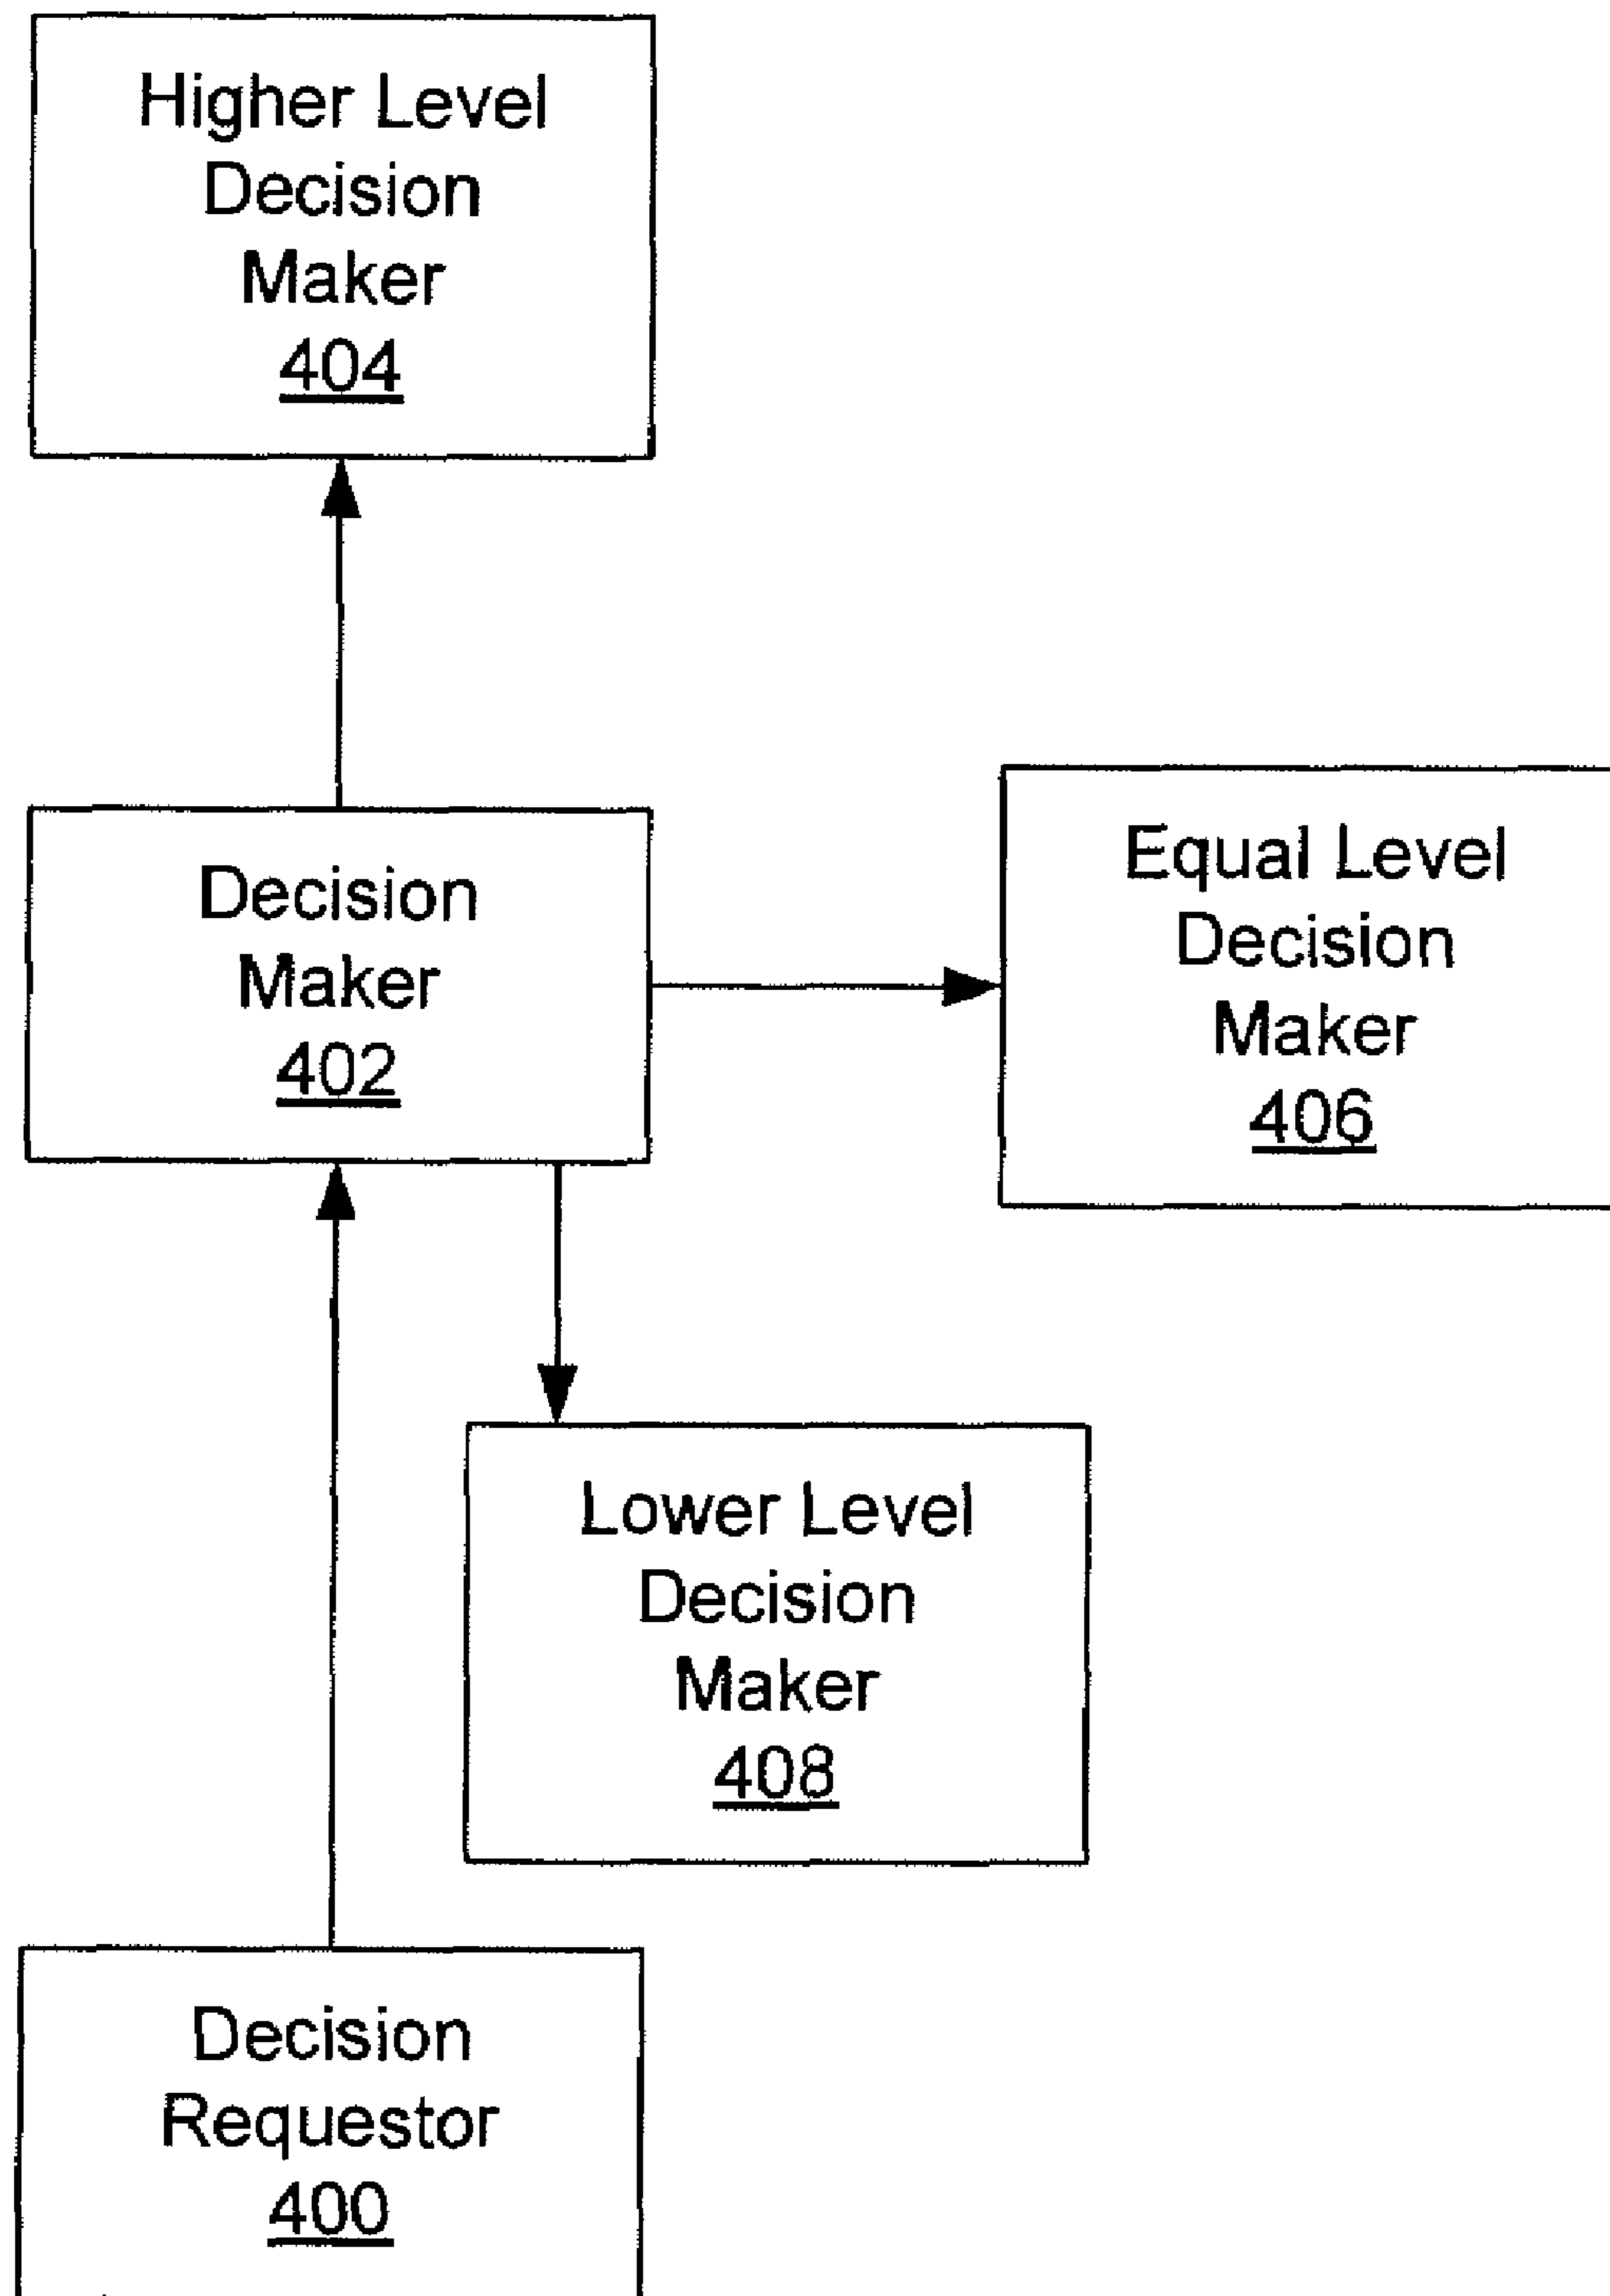 Higher Level
Decision
Maker
404
Decision
Maker
402
Equal Level
Decision
Maker
406
Lower Level
Decision
Maker
408
Decision
Requestor
400